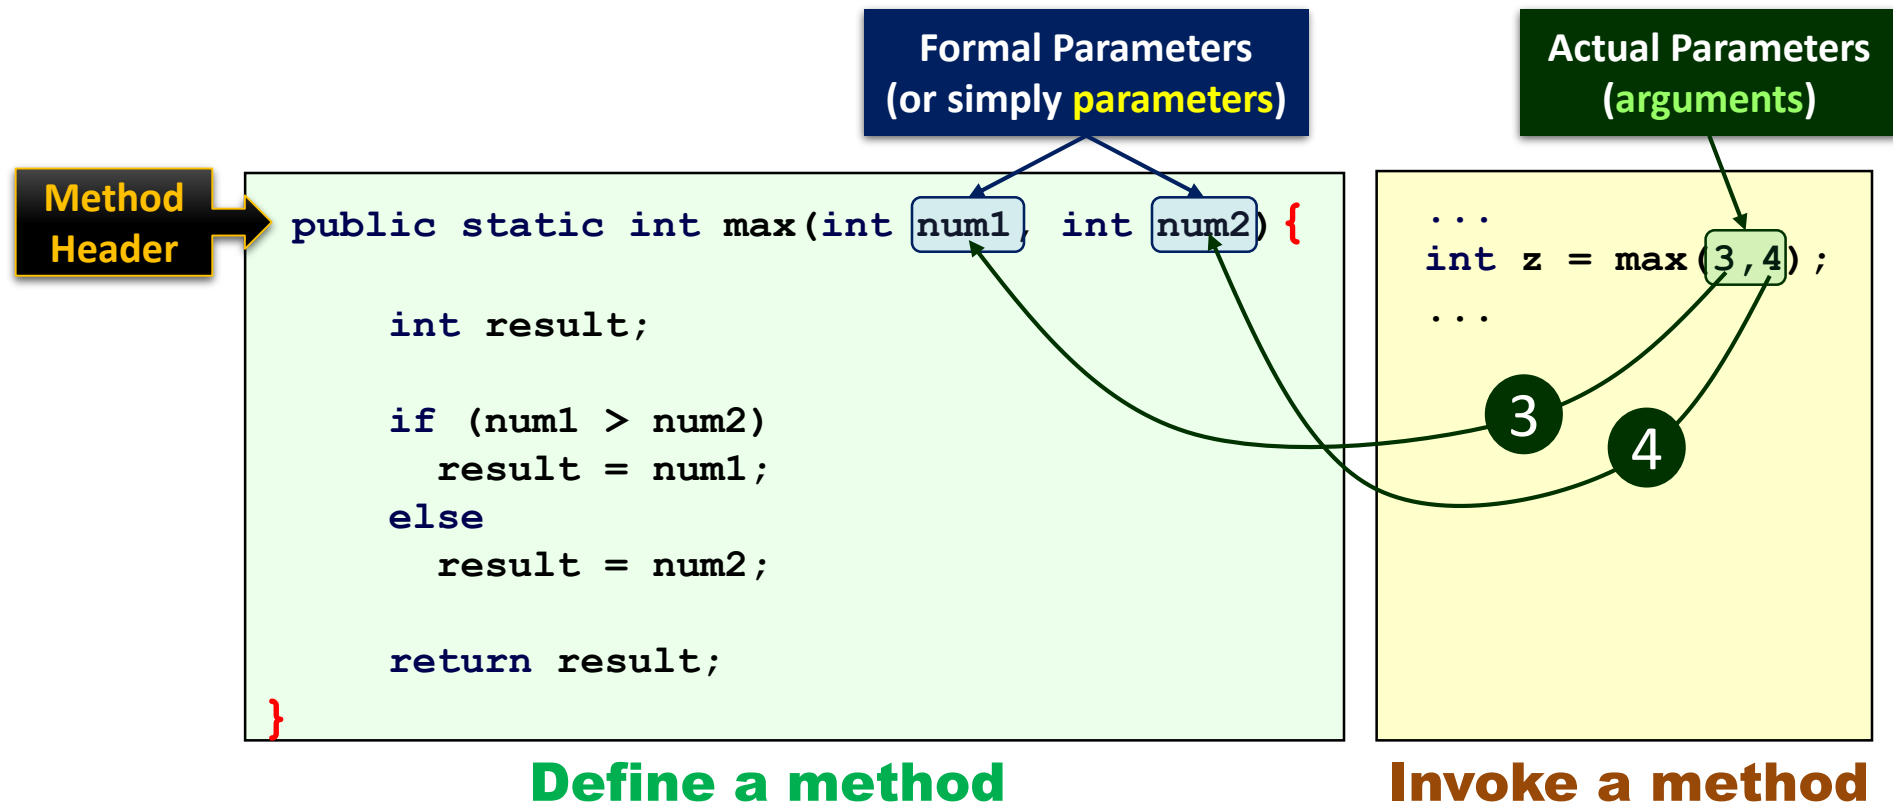 Formal Parameters
(or simply parameters)
Actual Parameters
(arguments)
Method
Header
public static int max(int num1, int num2){
int result;
if (num1 > num2)
result = num1;
else
result = num2;
return result;
}
...
int z = max(3,4);
...
3
4
Define a method
Invoke a method